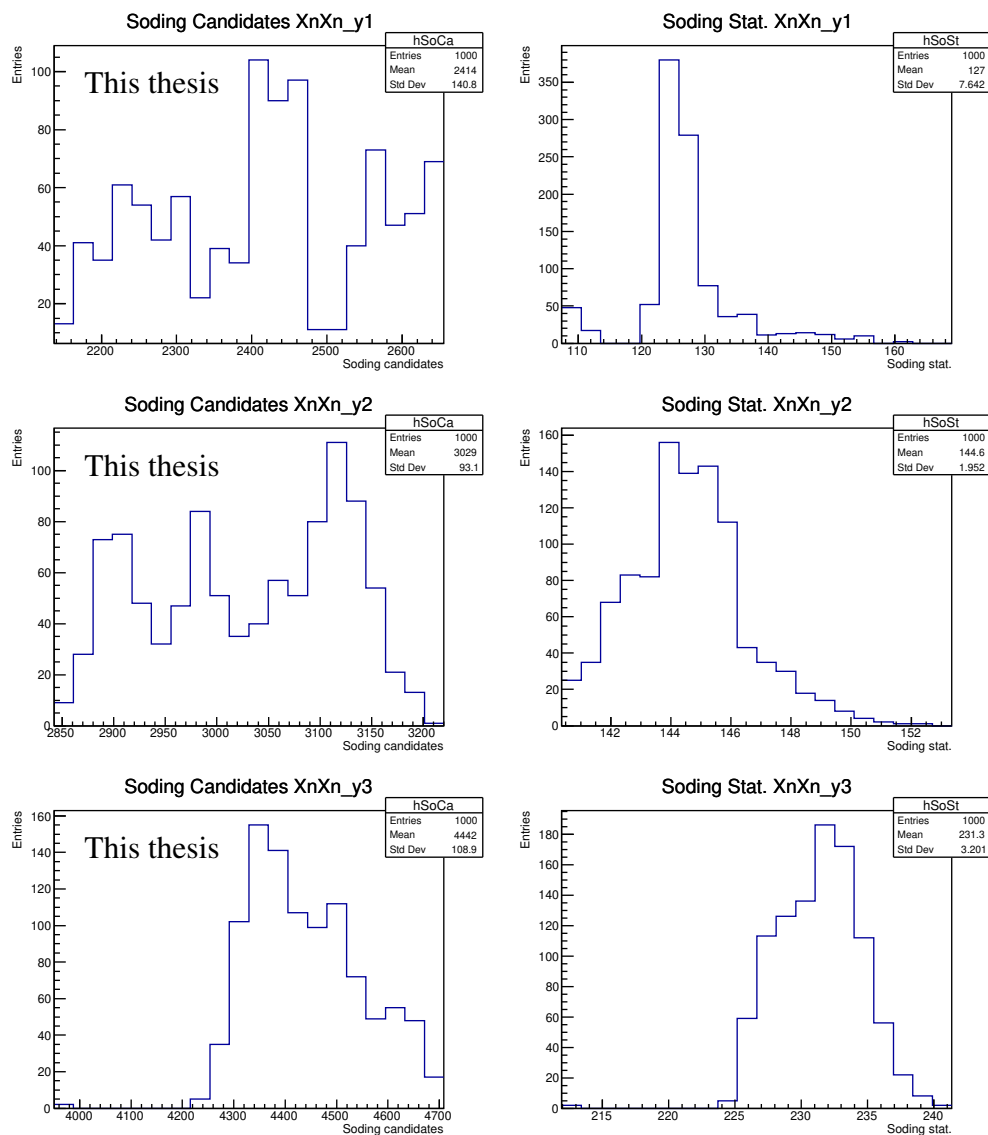 Soding Candidates XnXn_y1
hSoCa
Entries 1000
Mean 2414
Std Dev 140.8
Entries
This thesis
100
80
60
40
20
2200 2300 2400 2500 2600
Soding candidates
Soding Stat. XnXn_y1
hSoSt
Entries 1000
Mean 127
Std Dev 7.642
Entries
350
300
250
200
150
100
50
0
110 120 130 140 150 160
Soding stat.
Soding Candidates XnXn_y2
hSoCa
Entries 1000
Mean 3029
Std Dev 93.1
Entries
This thesis
100
80
60
40
20
0
2850 2900 2950 3000 3050 3100 3150 3200
Soding candidates
Soding Stat. XnXn_y2
hSoSt
Entries 1000
Mean 144.6
Std Dev 1.952
Entries
160
140
120
100
80
60
40
20
0
142 144 146 148 150 152
Soding stat.
Soding Candidates XnXn_y3
hSoCa
Entries 1000
Mean 4442
Std Dev 108.9
Entries
This thesis
160
140
120
100
80
60
40
20
0
4000 4100 4200 4300 4400 4500 4600 4700
Soding candidates
Soding Stat. XnXn_y3
hSoSt
Entries 1000
Mean 231.3
Std Dev 3.201
Entries
180
160
140
120
100
80
60
40
20
0
215 220 225 230 235 240
Soding stat.